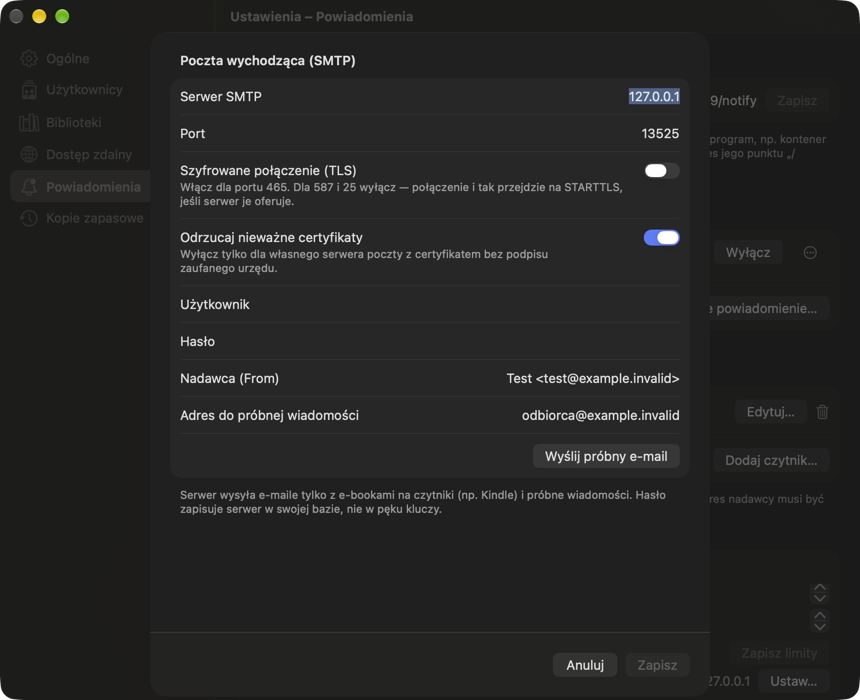 Ustawienia – Powiadomienia
Ogólne
Użytkownicy
Biblioteki
Dostęp zdalny
Powiadomienia
Kopie zapasowe
Poczta wychodząca (SMTP)
Serwer SMTP 127.0.0.1
Port 13525
Szyfrowane połączenie (TLS)
Włącz dla portu 465. Dla 587 i 25 wyłącz — połączenie i tak przejdzie na STARTTLS,
jeśli serwer je oferuje.
Odrzucaj nieważne certyfikaty
Wyłącz tylko dla własnego serwera poczty z certyfikatem bez podpisu
zaufanego urzędu.
Użytkownik
Hasło
Nadawca (From) Test <test@example.invalid>
Adres do próbnej wiadomości odbiorca@example.invalid
Wyślij próbny e-mail
Serwer wysyła e-maile tylko z e-bookami na czytniki (np. Kindle) i próbne wiadomości. Hasło
zapisuje serwer w swojej bazie, nie w pęku kluczy.
Anuluj Zapisz
9/notify Zapisz
program, np. kontener
s jego punktu „/
Wyłącz
e powiadomienie...
Edytuj...
Dodaj czytnik...
res nadawcy musi być
Zapisz limity
27.0.0.1 Ustaw...